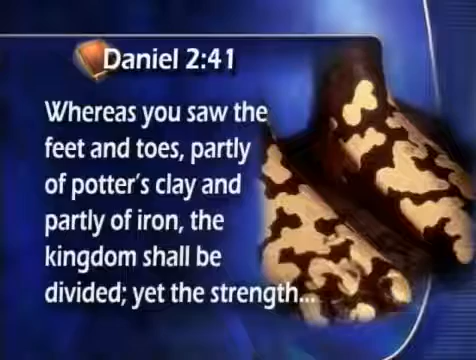 Daniel 2:41
Whereas you saw the
feet and toes, partly
of potter's clay and
partly of iron, the
kingdom shall be
divided; yet the strength...